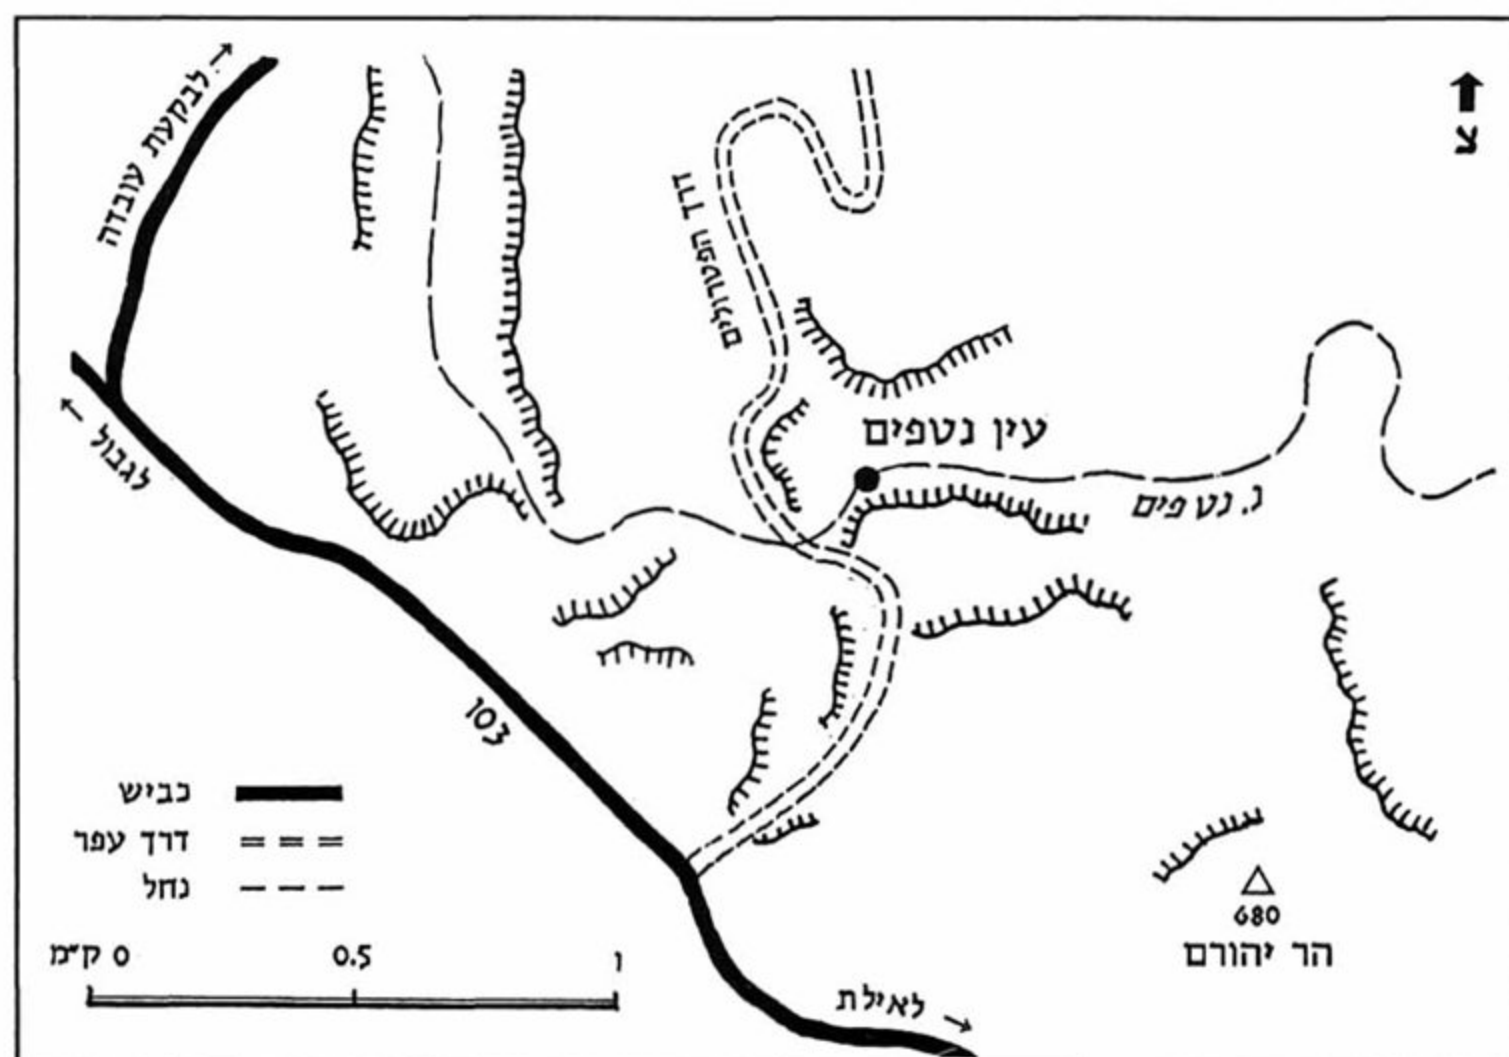 לבקעת עובדה
צ
דרך הפטרולים
עין נטפים
לגבול
נ. נטפים
103
כביש
דרך עפר
נחל
680
הר יהורם
0 ק"מ
0.5
1
לאילת